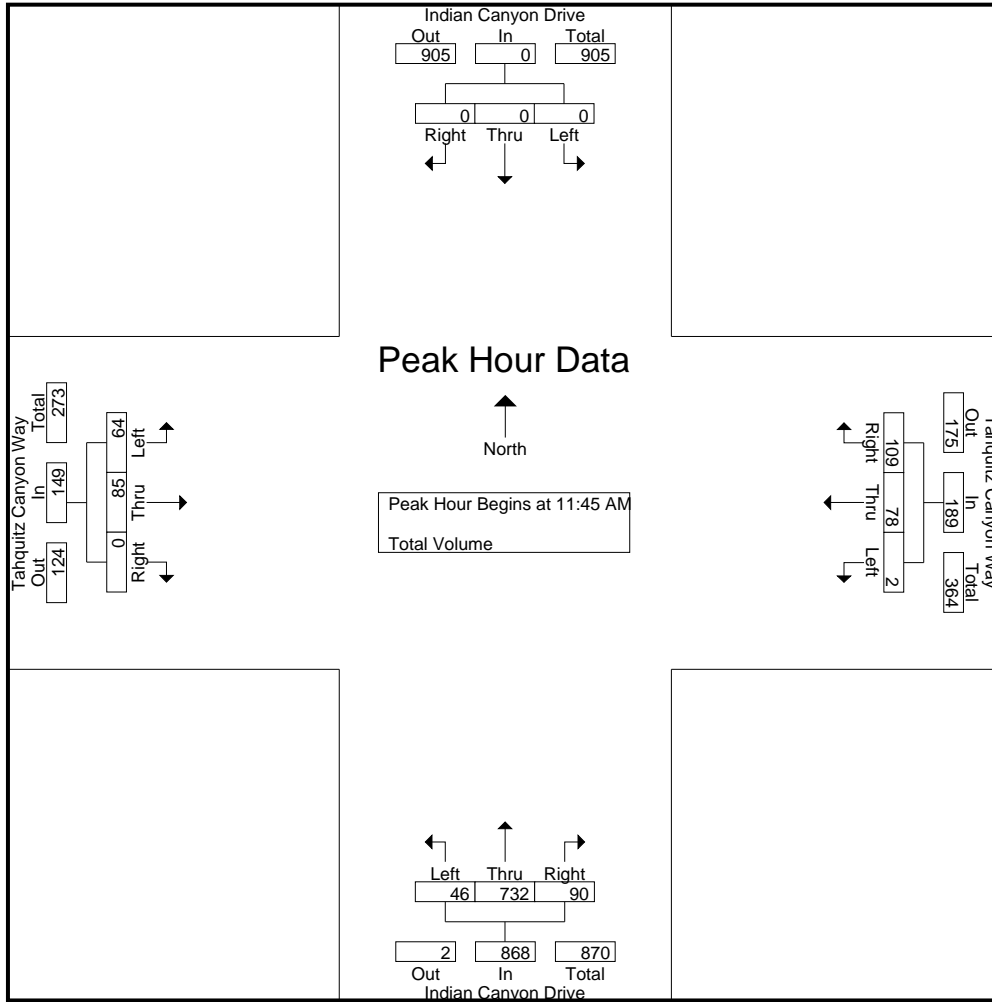 Indian Canyon Drive
Out In Total
905 0 905
0 0 0
Right Thru Left
Peak Hour Data
North
Peak Hour Begins at 11:45 AM
Total Volume
Tahquitz Canyon Way
Total In Out
273 149 124
64 85 0
Left Thru Right
Tahquitz Canyon Way
Out In Total
175 189 364
109 78 2
Right Thru Left
Left Thru Right
46 732 90
2 868 870
Out In Total
Indian Canyon Drive